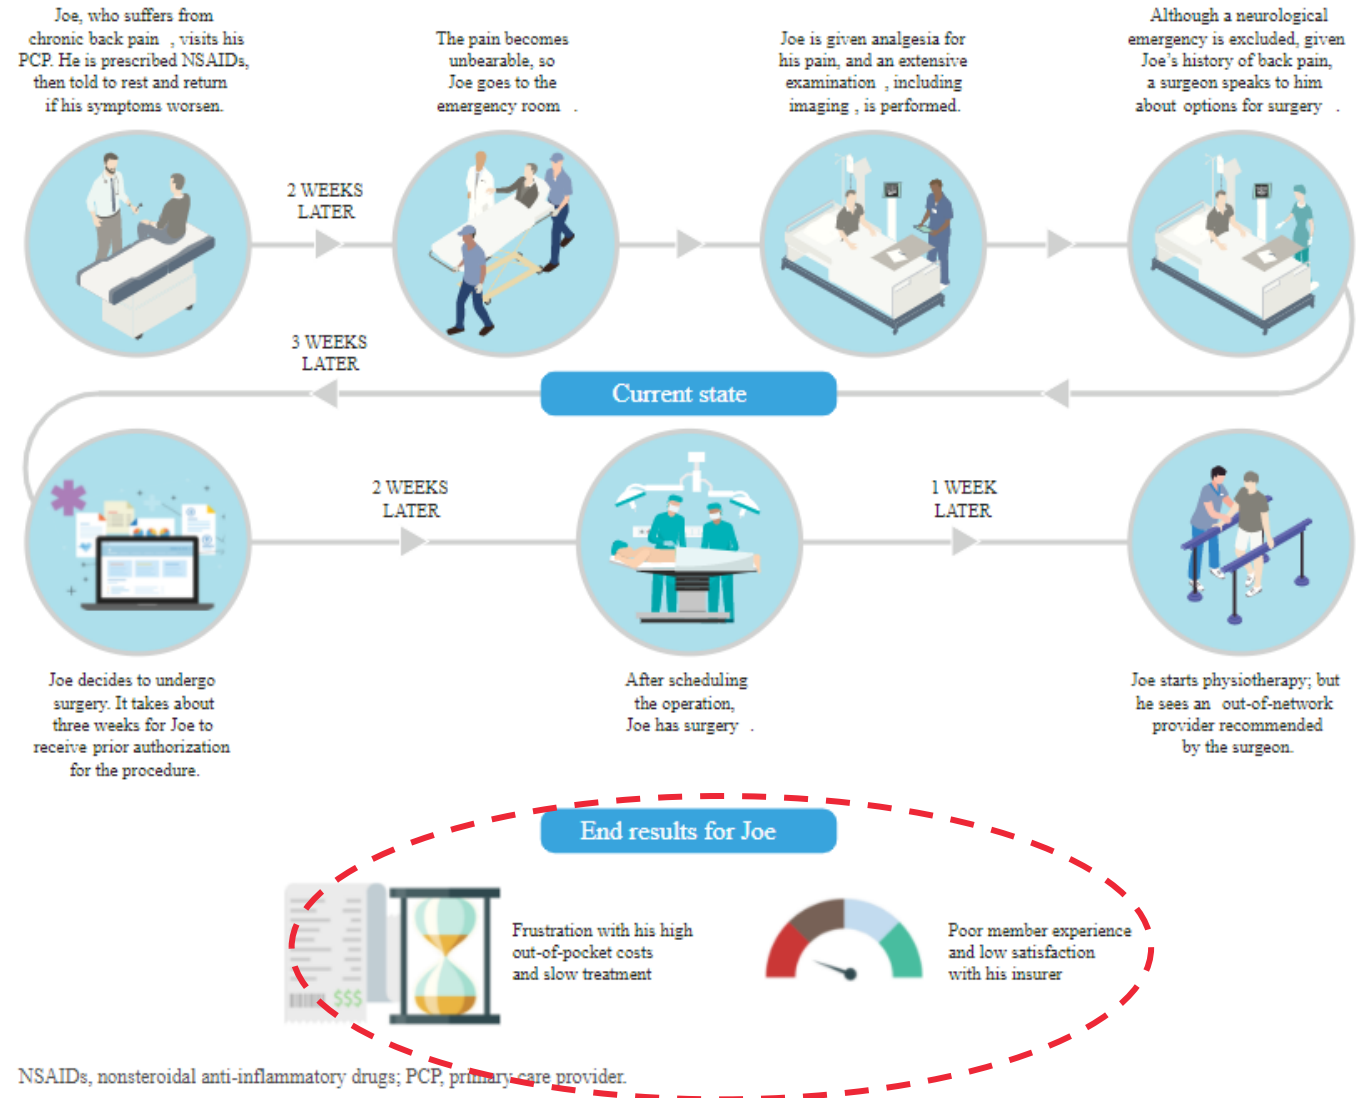 Joe, who suffers from
chronic back pain , visits his
PCP. He is prescribed NSAIDs,
then told to rest and return
if his symptoms worsen.
The pain becomes
unbearable, so
Joe goes to the
emergency room .
Joe is given analgesia for
his pain, and an extensive
examination , including
imaging , is performed.
Although a neurological
emergency is excluded, given
Joe’s history of back pain,
a surgeon speaks to him
about options for surgery .
2 WEEKS
LATER
3 WEEKS
LATER
Current state
2 WEEKS
LATER
1 WEEK
LATER
Joe decides to undergo
surgery. It takes about
three weeks for Joe to
receive prior authorization
for the procedure.
After scheduling
the operation,
Joe has surgery .
Joe starts physiotherapy; but
he sees an out-of-network
provider recommended
by the surgeon.
End results for Joe
$$$
Frustration with his high
out-of-pocket costs
and slow treatment
Poor member experience
and low satisfaction
with his insurer
NSAIDs, nonsteroidal anti-inflammatory drugs; PCP, primary care provider.